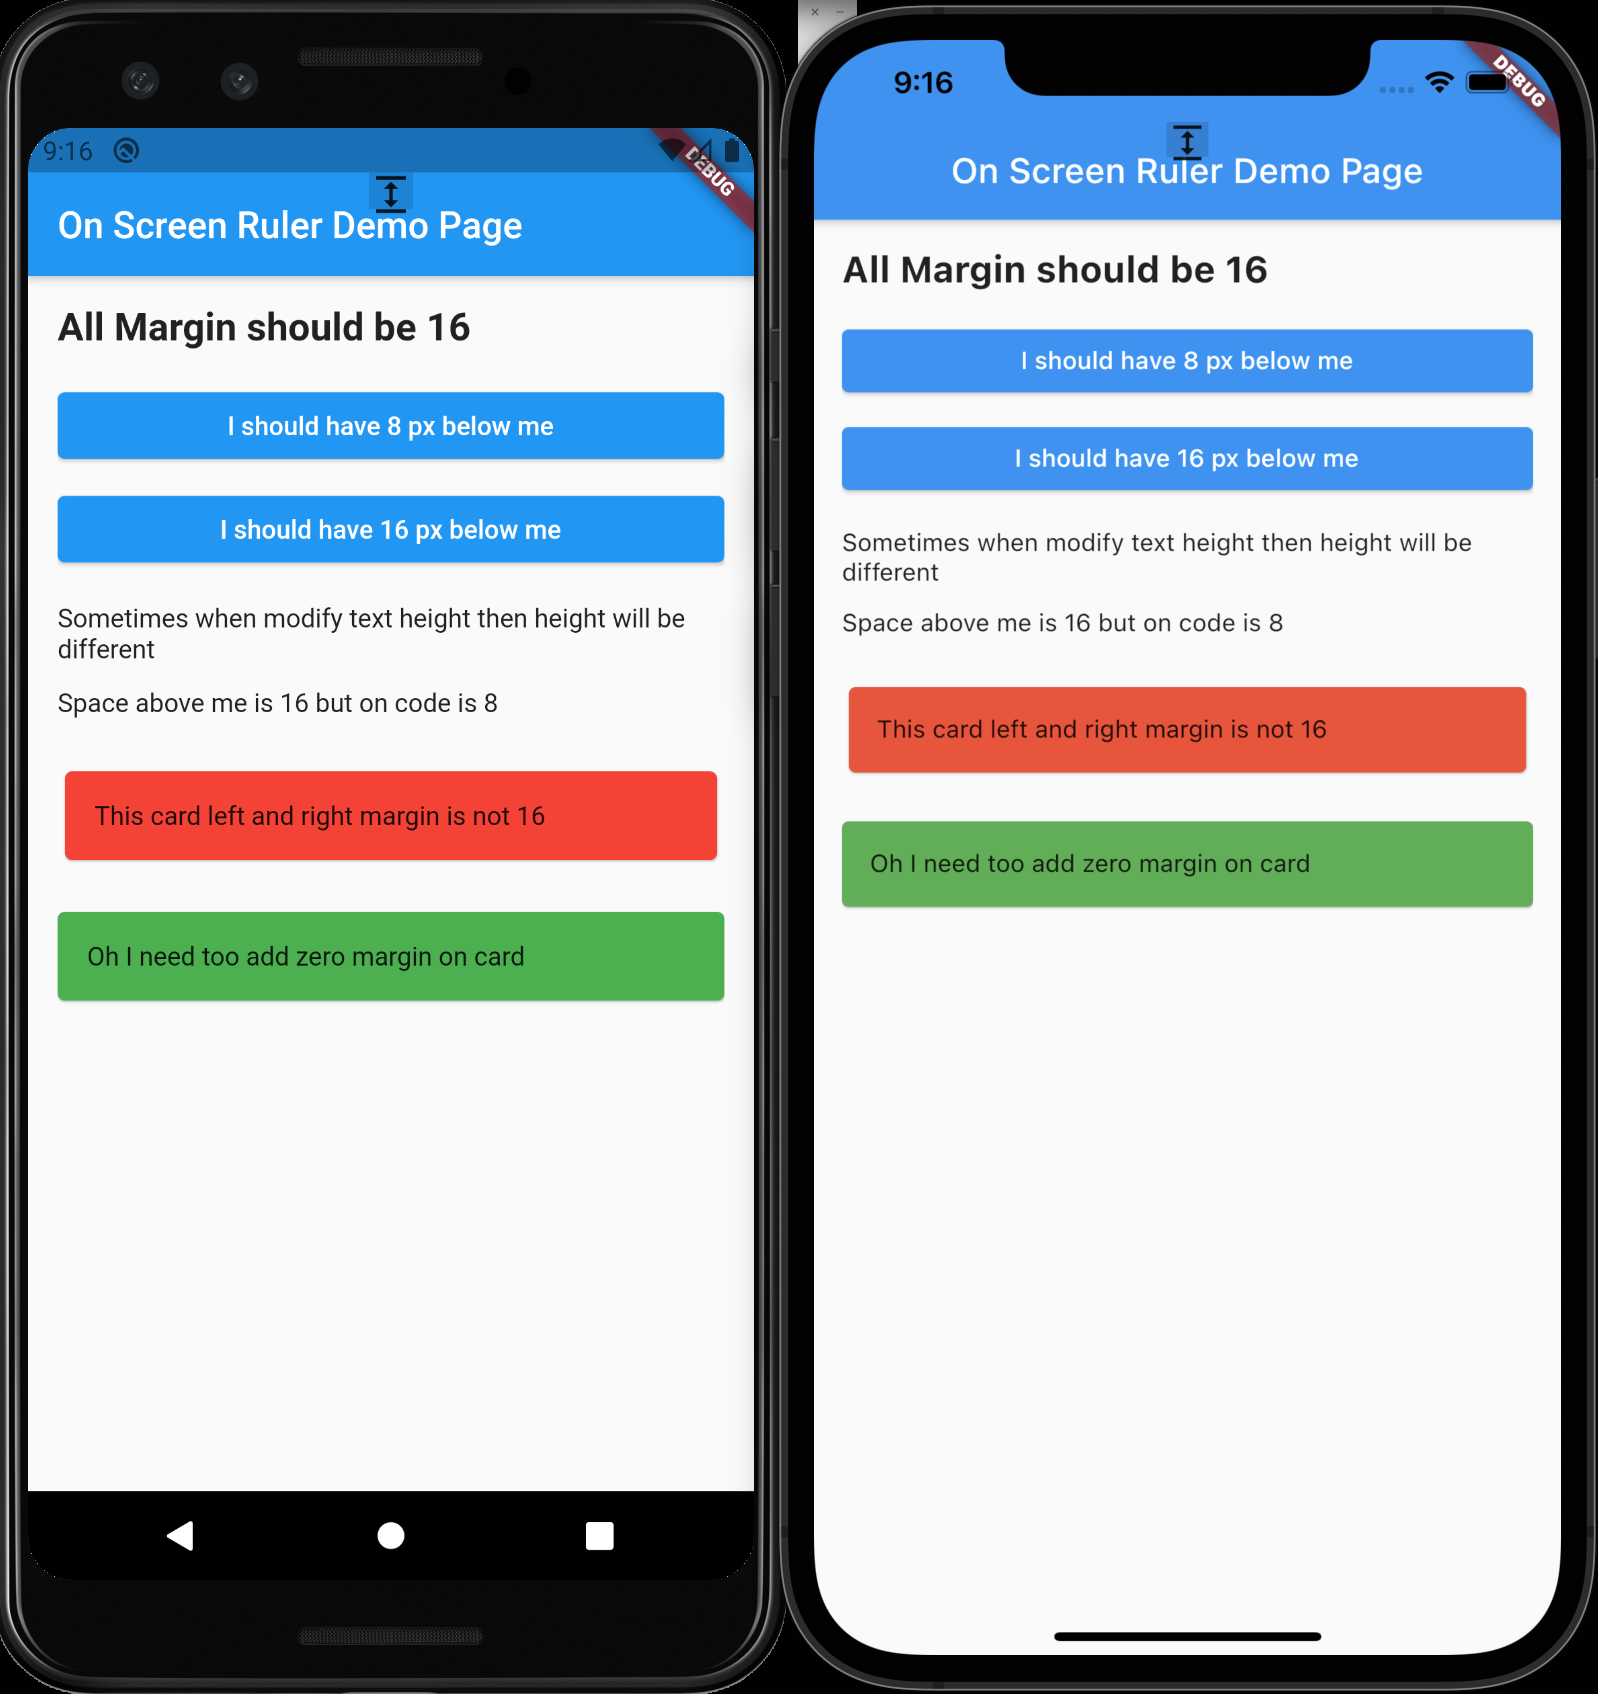 9:16
DEBUG
On Screen Ruler Demo Page
All Margin should be 16
I should have 8 px below me
I should have 16 px below me
Sometimes when modify text height then height will be
different
Space above me is 16 but on code is 8
This card left and right margin is not 16
Oh I need too add zero margin on card
9:16
DEBUG
On Screen Ruler Demo Page
All Margin should be 16
I should have 8 px below me
I should have 16 px below me
Sometimes when modify text height then height will be
different
Space above me is 16 but on code is 8
This card left and right margin is not 16
Oh I need too add zero margin on card